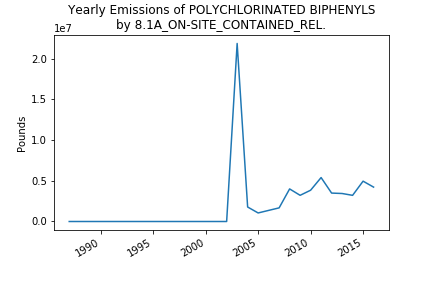 Yearly Emissions of POLYCHLORINATED BIPHENYLS
by 8.1A_ON-SITE_CONTAINED_REL.
1e7
2.0
1.5
1.0
0.5
0.0
Pounds
1990
1995
2000
2005
2010
2015